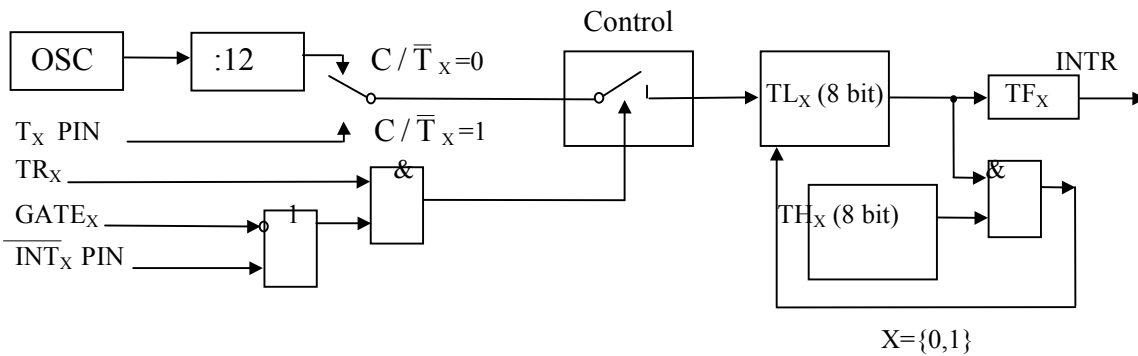 Control
OSC
:12
C / T̅ X =0
INTR
TLX (8 bit)
TFX
TX PIN
C / T̅ X =1
TRX
&
&
GATEX
1
THX (8 bit)
I̅N̅T̅X PIN
X={0,1}